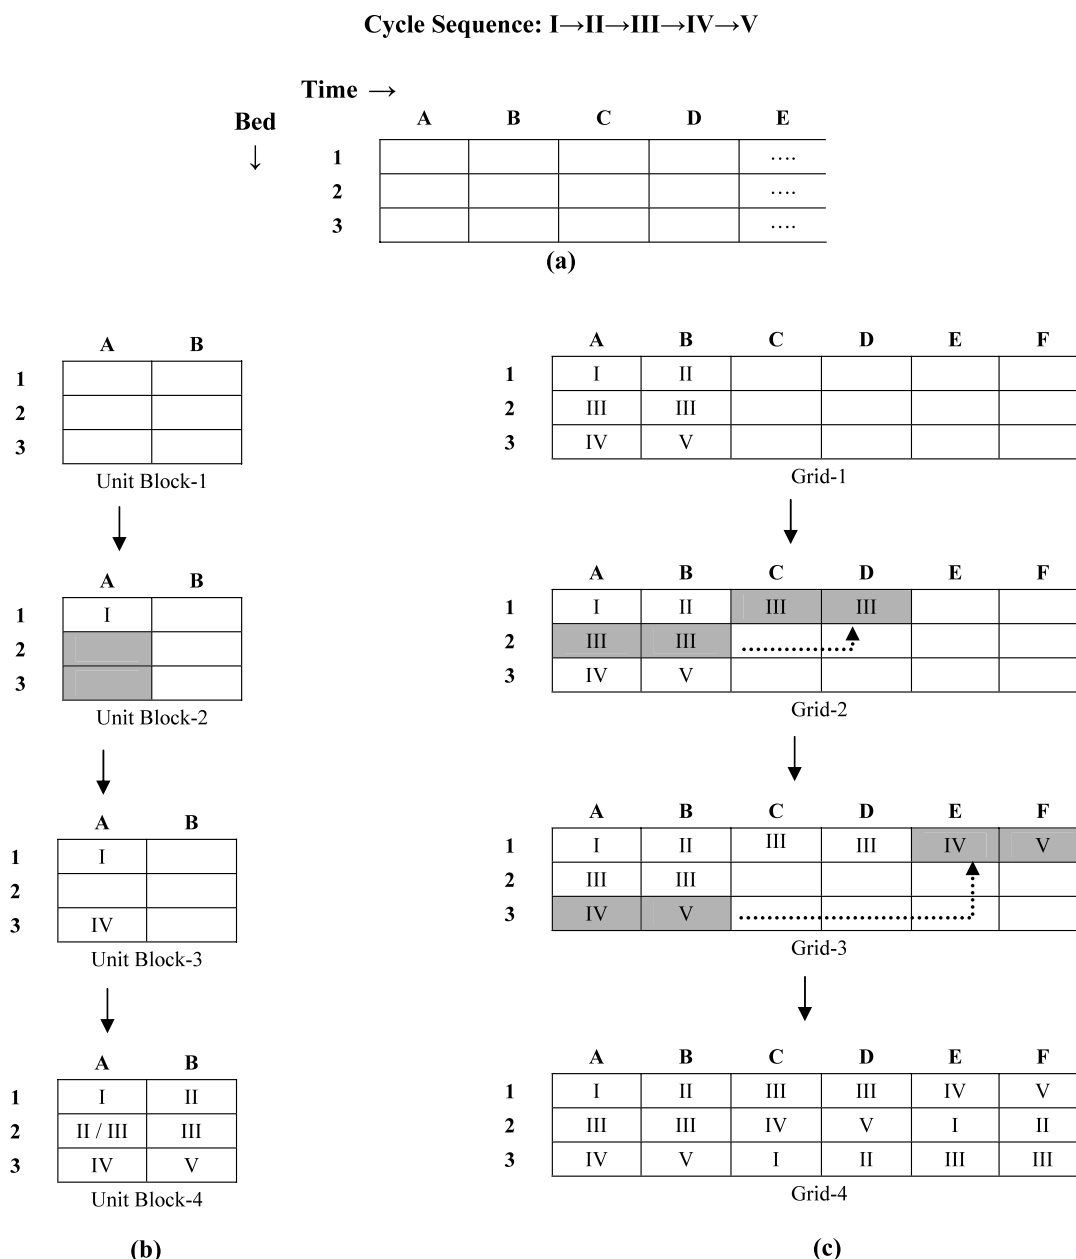 Cycle Sequence: I→II→III→IV→V
Time →
Bed
↓
A B C D E
1 ....
2 ....
3 ....
(a)
A B
1
2
3
Unit Block-1
A B
1 I
2
3
Unit Block-2
A B
1 I
2
3 IV
Unit Block-3
A B
1 I II
2 II / III III
3 IV V
Unit Block-4
(b)
A B C D E F
1 I II
2 III III
3 IV V
Grid-1
A B C D E F
1 I II III III
2 III III
3 IV V
Grid-2
A B C D E F
1 I II III III IV V
2 III III
3 IV V
Grid-3
A B C D E F
1 I II III III IV V
2 III III IV V I II
3 IV V I II III III
Grid-4
(c)